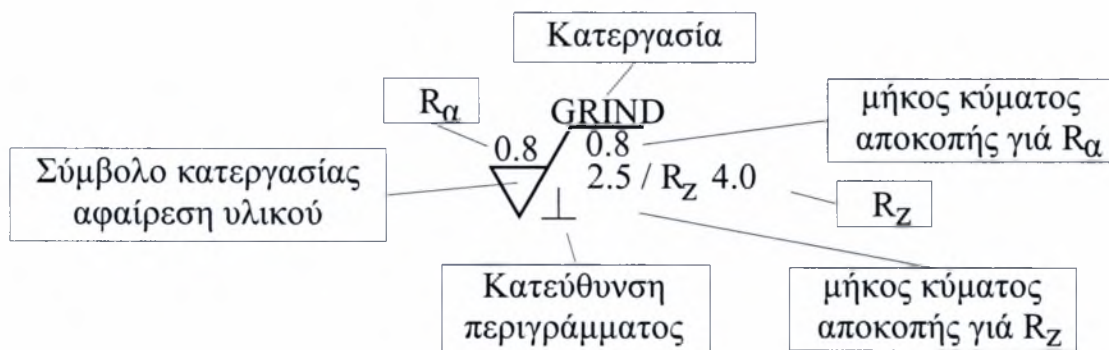 Κατεργασία
Rα
GRIND
μήκος κύματος
αποκοπής γιά Rα
0.8
0.8
Σύμβολο κατεργασίας
αφαίρεση υλικού
2.5 / RZ 4.0
RZ
⊥
Κατεύθυνση
περιγράμματος
μήκος κύματος
αποκοπής γιά RZ